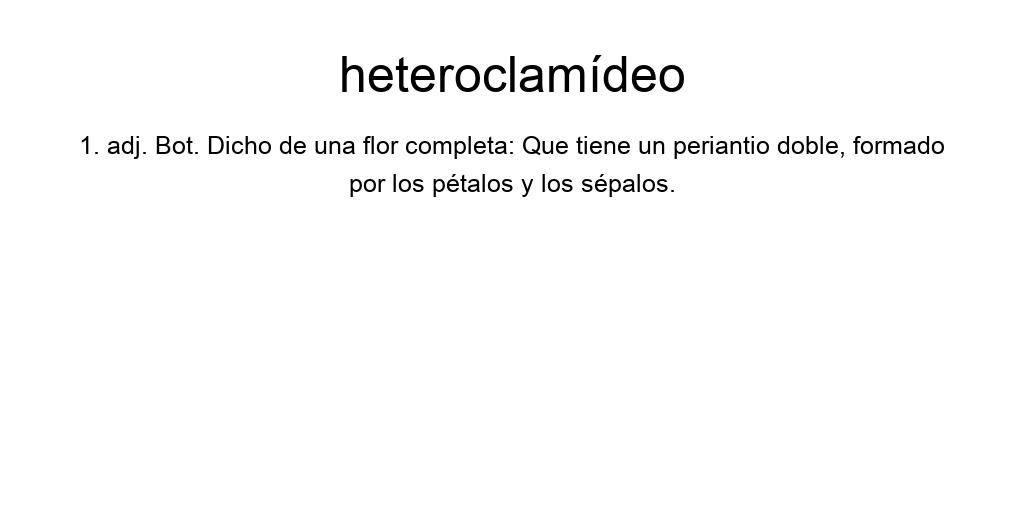 heteroclamídeo
1. adj. Bot. Dicho de una flor completa: Que tiene un periantio doble, formado
por los pétalos y los sépalos.